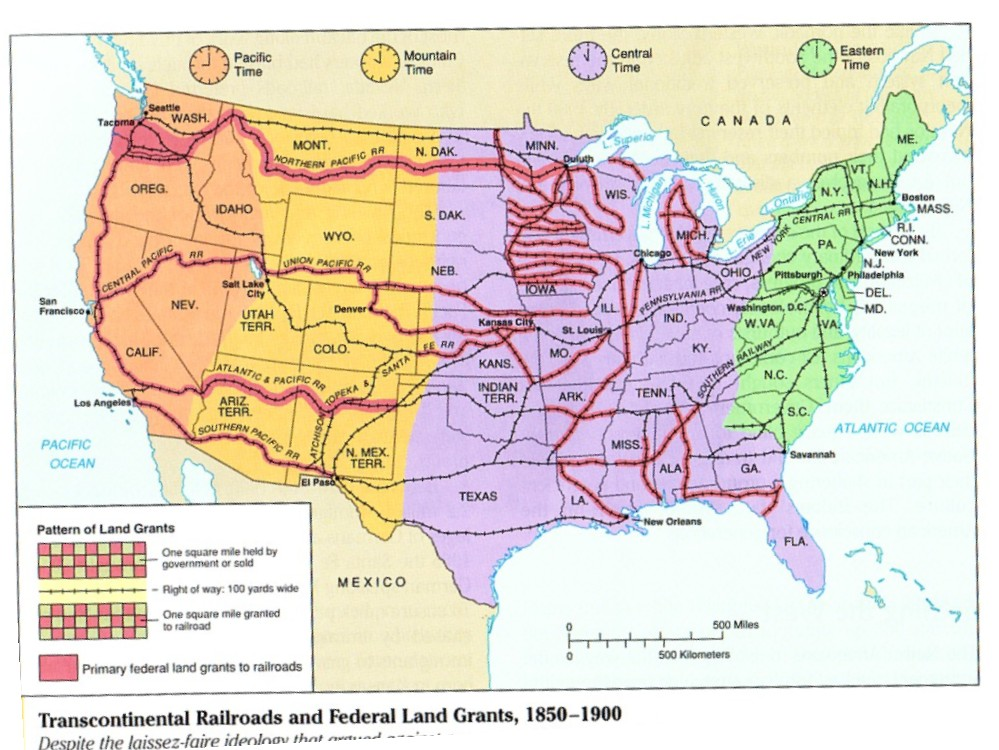 Pacific
Time
Mountain
Time
Central
Time
Eastern
Time
CANADA
Seattle
Tacoma
WASH.
MONT.
NORTHERN PACIFIC RR
N. DAK.
MINN.
Duluth
L. Superior
WIS.
L. Michigan
L. Huron
MICH.
L. Ontario
L. Erie
ME.
VT.
N.H.
N.Y.
Boston
MASS.
R.I.
CONN.
New York
NEW YORK CENTRAL RR
OREG.
IDAHO
WYO.
S. DAK.
NEB.
IOWA
Chicago
ILL.
IND.
OHIO
PA.
N.J.
Pittsburgh
Philadelphia
DEL.
MD.
PENNSYLVANIA RR
Washington, D.C.
W.VA.
VA.
CENTRAL PACIFIC RR
UNION PACIFIC RR
Salt Lake
City
San
Francisco
NEV.
UTAH
TERR.
Denver
COLO.
Kansas City
St. Louis
KANS.
MO.
KY.
CALIF.
ATLANTIC & PACIFIC RR
ATCHISON TOPEKA & SANTA FE RR
INDIAN
TERR.
ARK.
TENN.
SOUTHERN RAILWAY
N.C.
S.C.
Los Angeles
ARIZ.
TERR.
SOUTHERN PACIFIC RR
N. MEX.
TERR.
El Paso
TEXAS
LA.
MISS.
ALA.
GA.
Savannah
New Orleans
FLA.
PACIFIC
OCEAN
ATLANTIC OCEAN
MEXICO
Pattern of Land Grants
One square mile held by
government or sold
Right of way: 100 yards wide
One square mile granted
to railroad
Primary federal land grants to railroads
0 500 Miles
0 500 Kilometers
Transcontinental Railroads and Federal Land Grants, 1850–1900
Despite the laissez-faire ideology that argued